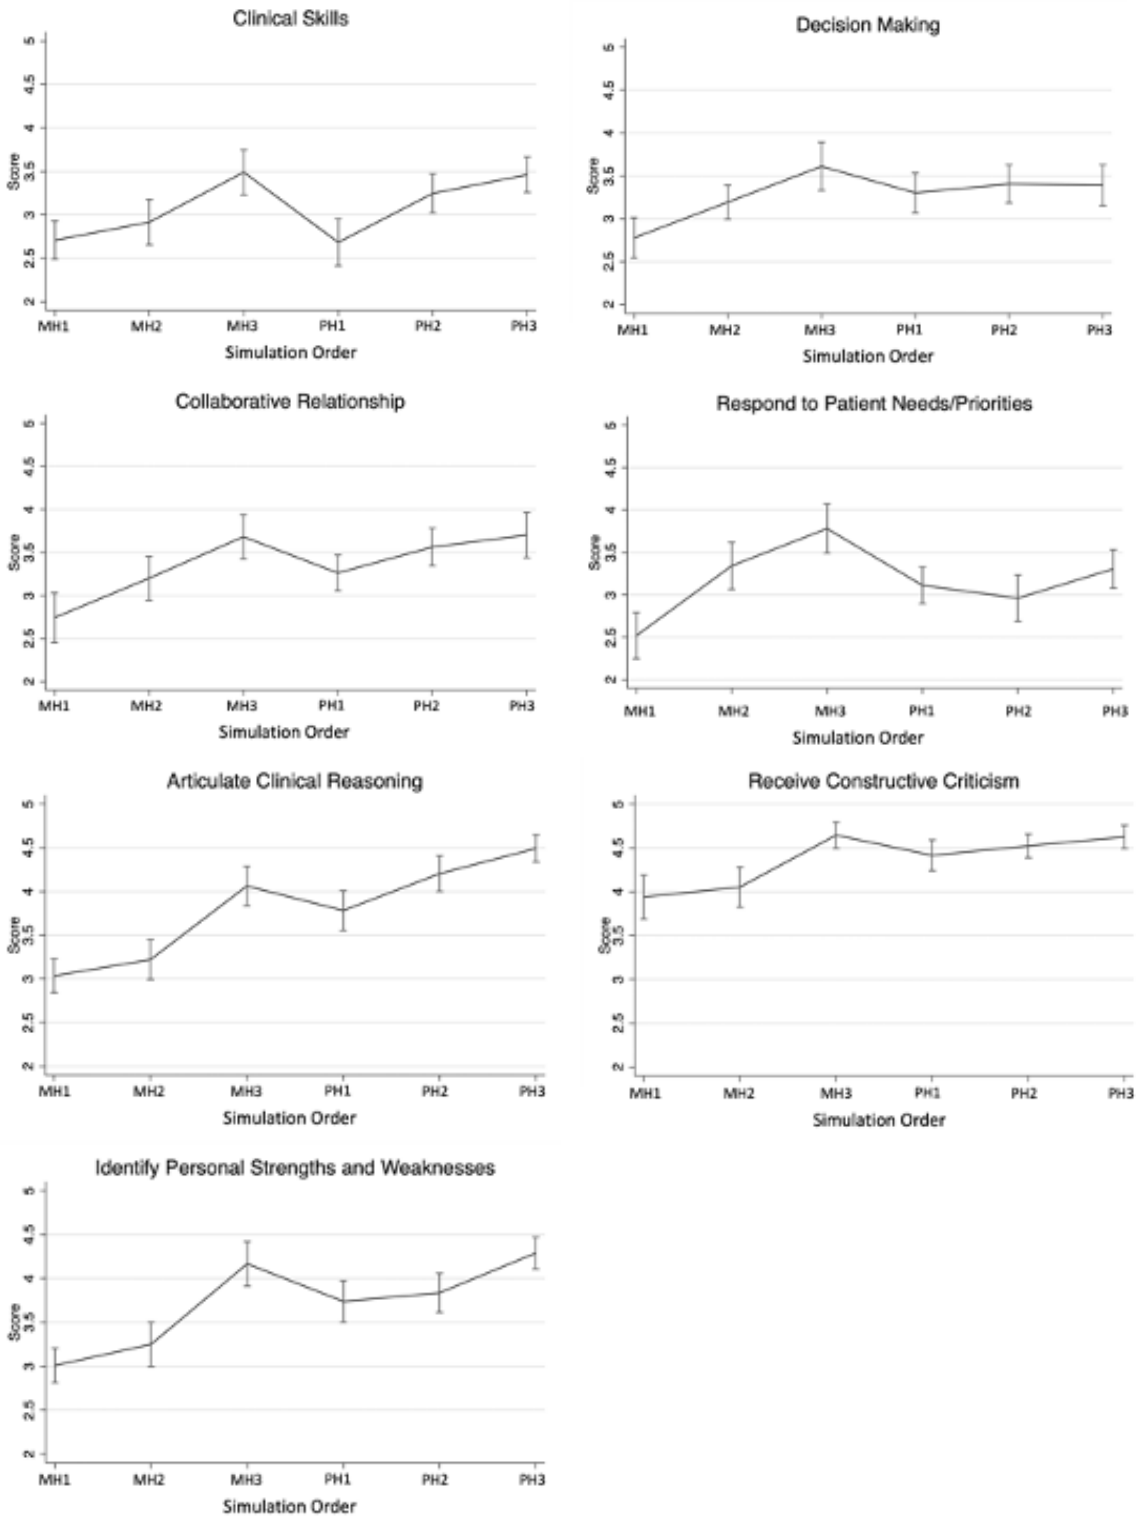 Clinical Skills
5
4.5
4
3.5
3
2.5
2
Score
MH1 MH2 MH3 PH1 PH2 PH3
Simulation Order
Decision Making
5
4.5
4
3.5
3
2.5
2
Score
MH1 MH2 MH3 PH1 PH2 PH3
Simulation Order
Collaborative Relationship
5
4.5
4
3.5
3
2.5
2
Score
MH1 MH2 MH3 PH1 PH2 PH3
Simulation Order
Respond to Patient Needs/Priorities
5
4.5
4
3.5
3
2.5
2
Score
MH1 MH2 MH3 PH1 PH2 PH3
Simulation Order
Articulate Clinical Reasoning
5
4.5
4
3.5
3
2.5
2
Score
MH1 MH2 MH3 PH1 PH2 PH3
Simulation Order
Receive Constructive Criticism
5
4.5
4
3.5
3
2.5
2
Score
MH1 MH2 MH3 PH1 PH2 PH3
Simulation Order
Identify Personal Strengths and Weaknesses
5
4.5
4
3.5
3
2.5
2
Score
MH1 MH2 MH3 PH1 PH2 PH3
Simulation Order